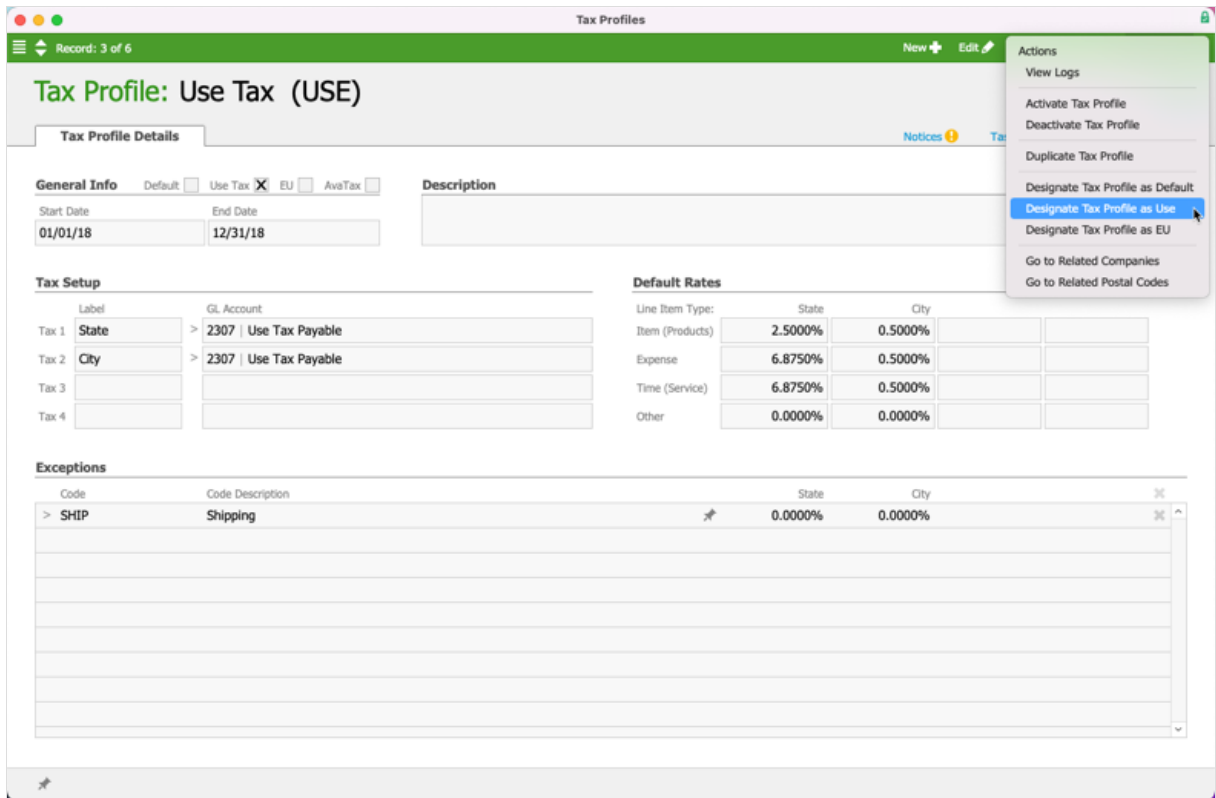 Tax Profiles
Record: 3 of 6
New Edit
Actions
View Logs
Activate Tax Profile
Deactivate Tax Profile
Duplicate Tax Profile
Designate Tax Profile as Default
Designate Tax Profile as Use
Designate Tax Profile as EU
Go to Related Companies
Go to Related Postal Codes
Tax Profile: Use Tax (USE)
Tax Profile Details
Notices
General Info Default Use Tax X EU AvaTax
Description
Start Date End Date
01/01/18 12/31/18
Tax Setup
Label GL Account
Tax 1 State > 2307 | Use Tax Payable
Tax 2 City > 2307 | Use Tax Payable
Tax 3
Tax 4
Default Rates
Line Item Type: State City
Item (Products) 2.5000% 0.5000%
Expense 6.8750% 0.5000%
Time (Service) 6.8750% 0.5000%
Other 0.0000% 0.0000%
Exceptions
Code Code Description State City
> SHIP Shipping 0.0000% 0.0000%